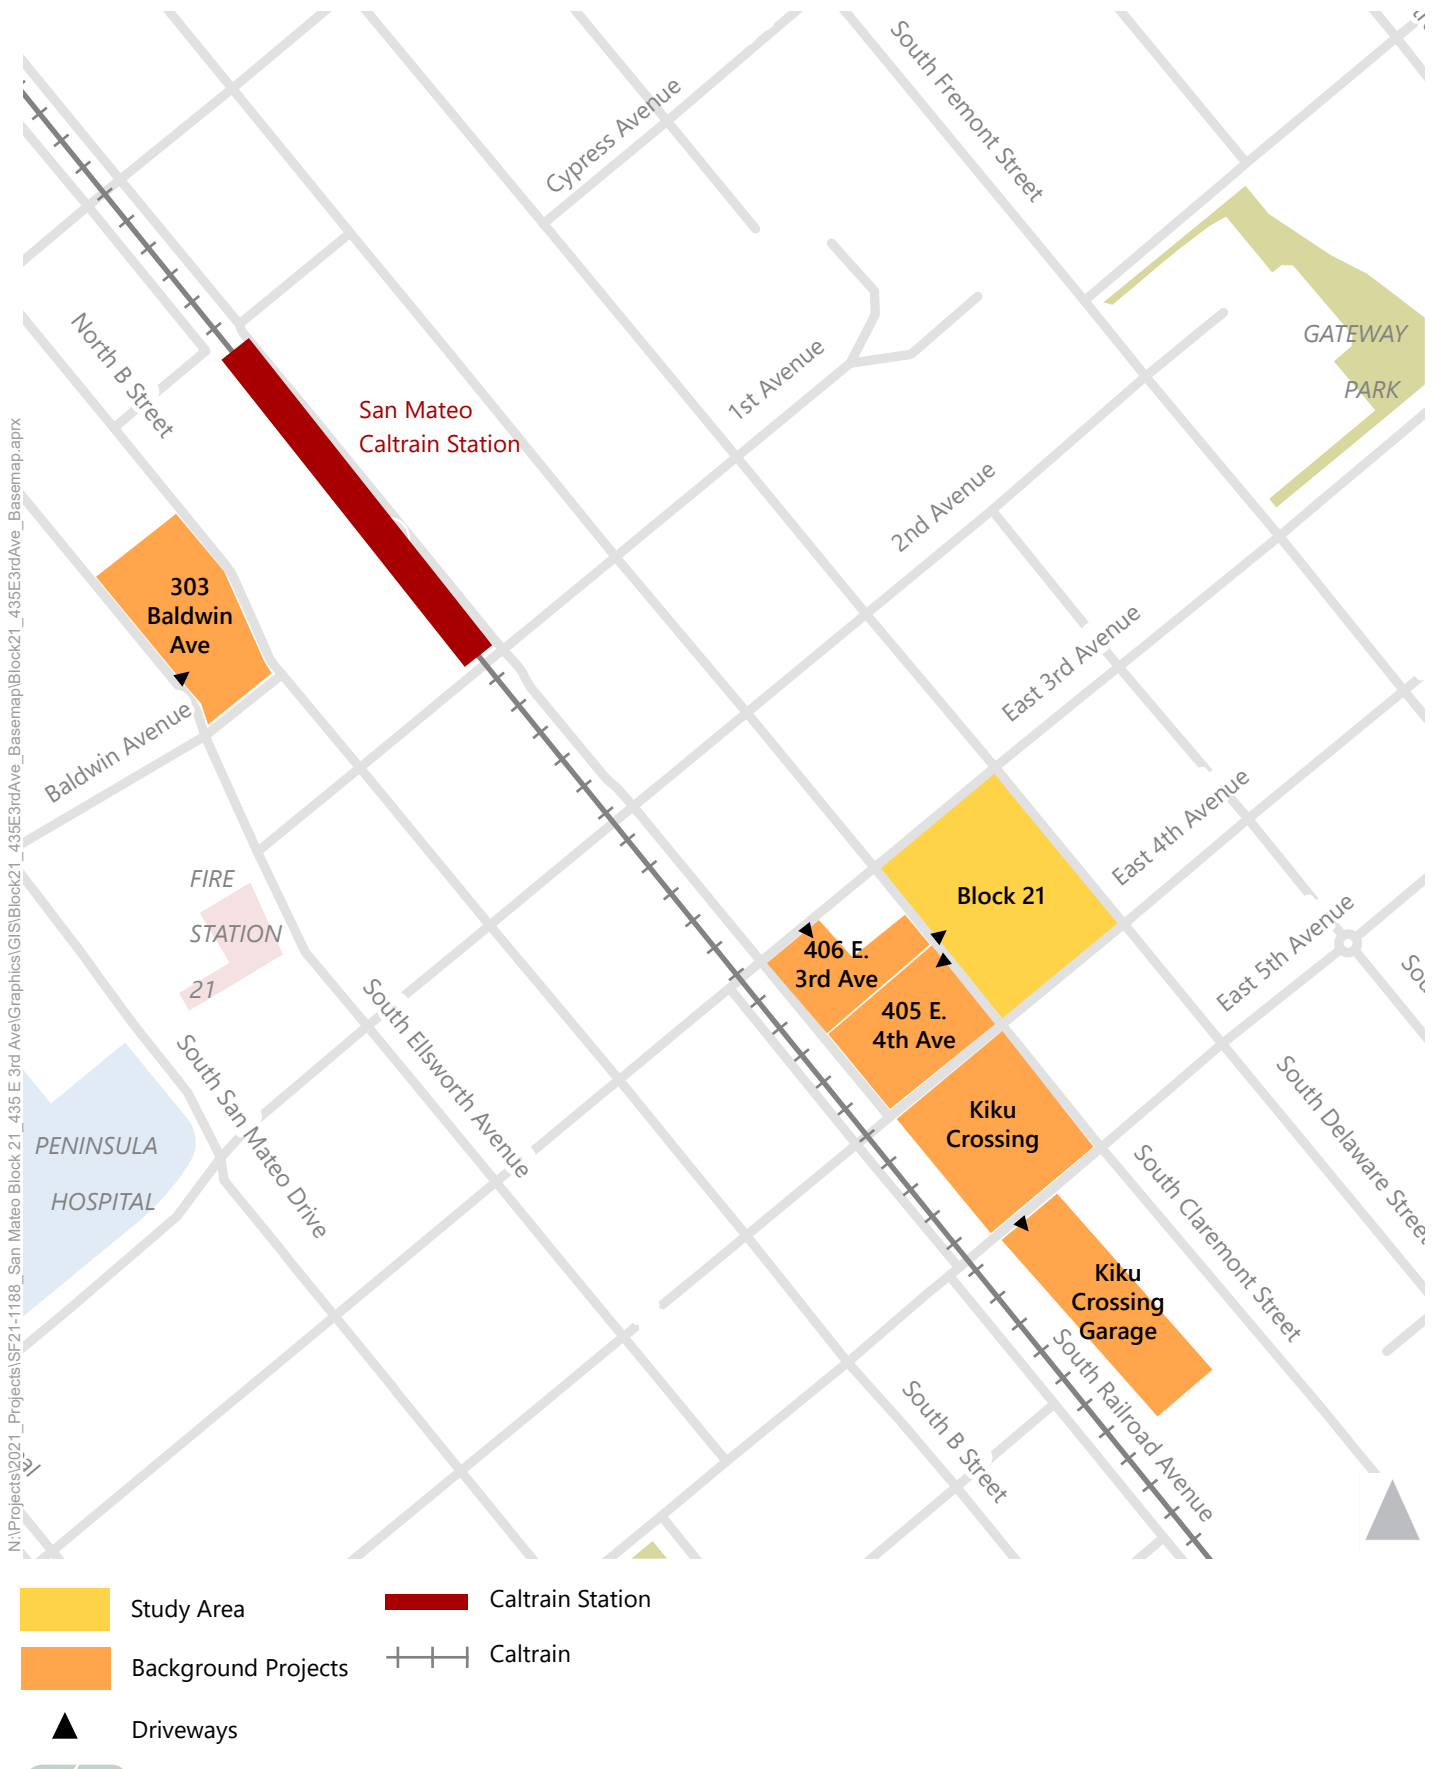 Cypress Avenue
South Fremont Street
North B Street
GATEWAY
PARK
1st Avenue
San Mateo
Caltrain Station
2nd Avenue
303
Baldwin
Ave
East 3rd Avenue
Baldwin Avenue
East 4th Avenue
FIRE
STATION
21
Block 21
406 E.
3rd Ave
East 5th Avenue
405 E.
4th Ave
South Ellsworth Avenue
South San Mateo Drive
PENINSULA
HOSPITAL
Kiku
Crossing
South Delaware Street
South Claremont Street
Kiku
Crossing
Garage
South Railroad Avenue
South B Street
N:\Projects\2021_Projects\SF21-1188_San Mateo Block 21_435 E 3rd Ave\Graphics\GIS\Block21_435E3rdAve_Basemap\Block21_435E3rdAve_Basemap.aprx
Study Area
Caltrain Station
Background Projects
Caltrain
Driveways